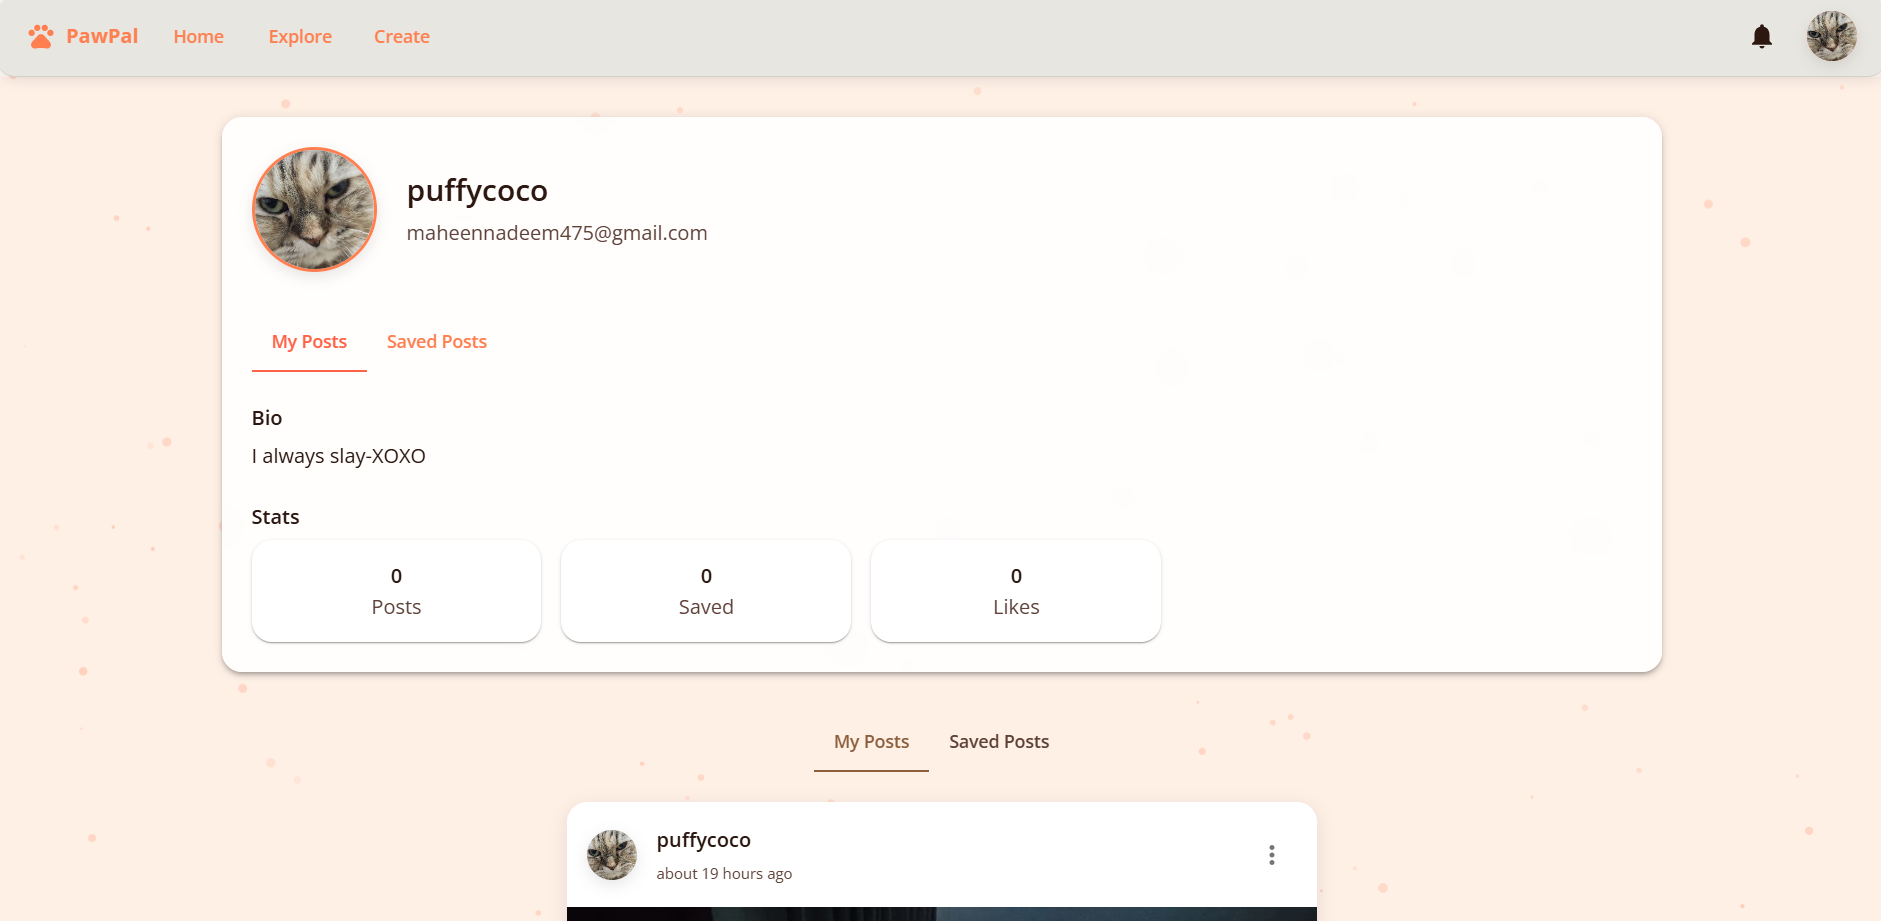 PawPal Home Explore Create
puffycoco
maheennadeem475@gmail.com
My Posts Saved Posts
Bio
I always slay-XOXO
Stats
0 0 0
Posts Saved Likes
My Posts Saved Posts
puffycoco
about 19 hours ago